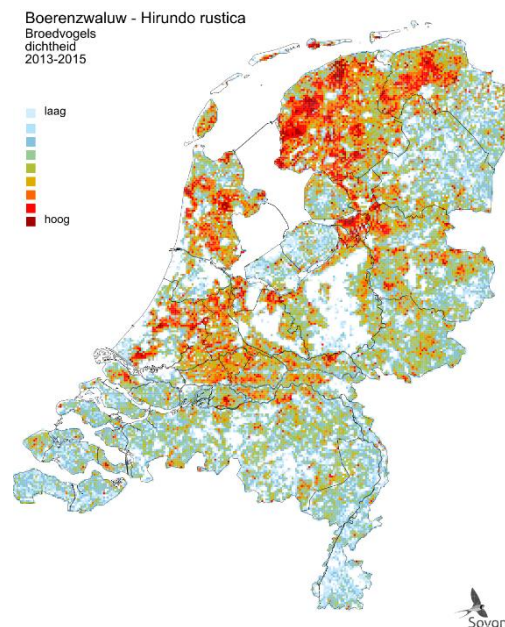 Boerenzwaluw - Hirundo rustica
Broedvogels
dichtheid
2013-2015
laag
hoog
Sovon